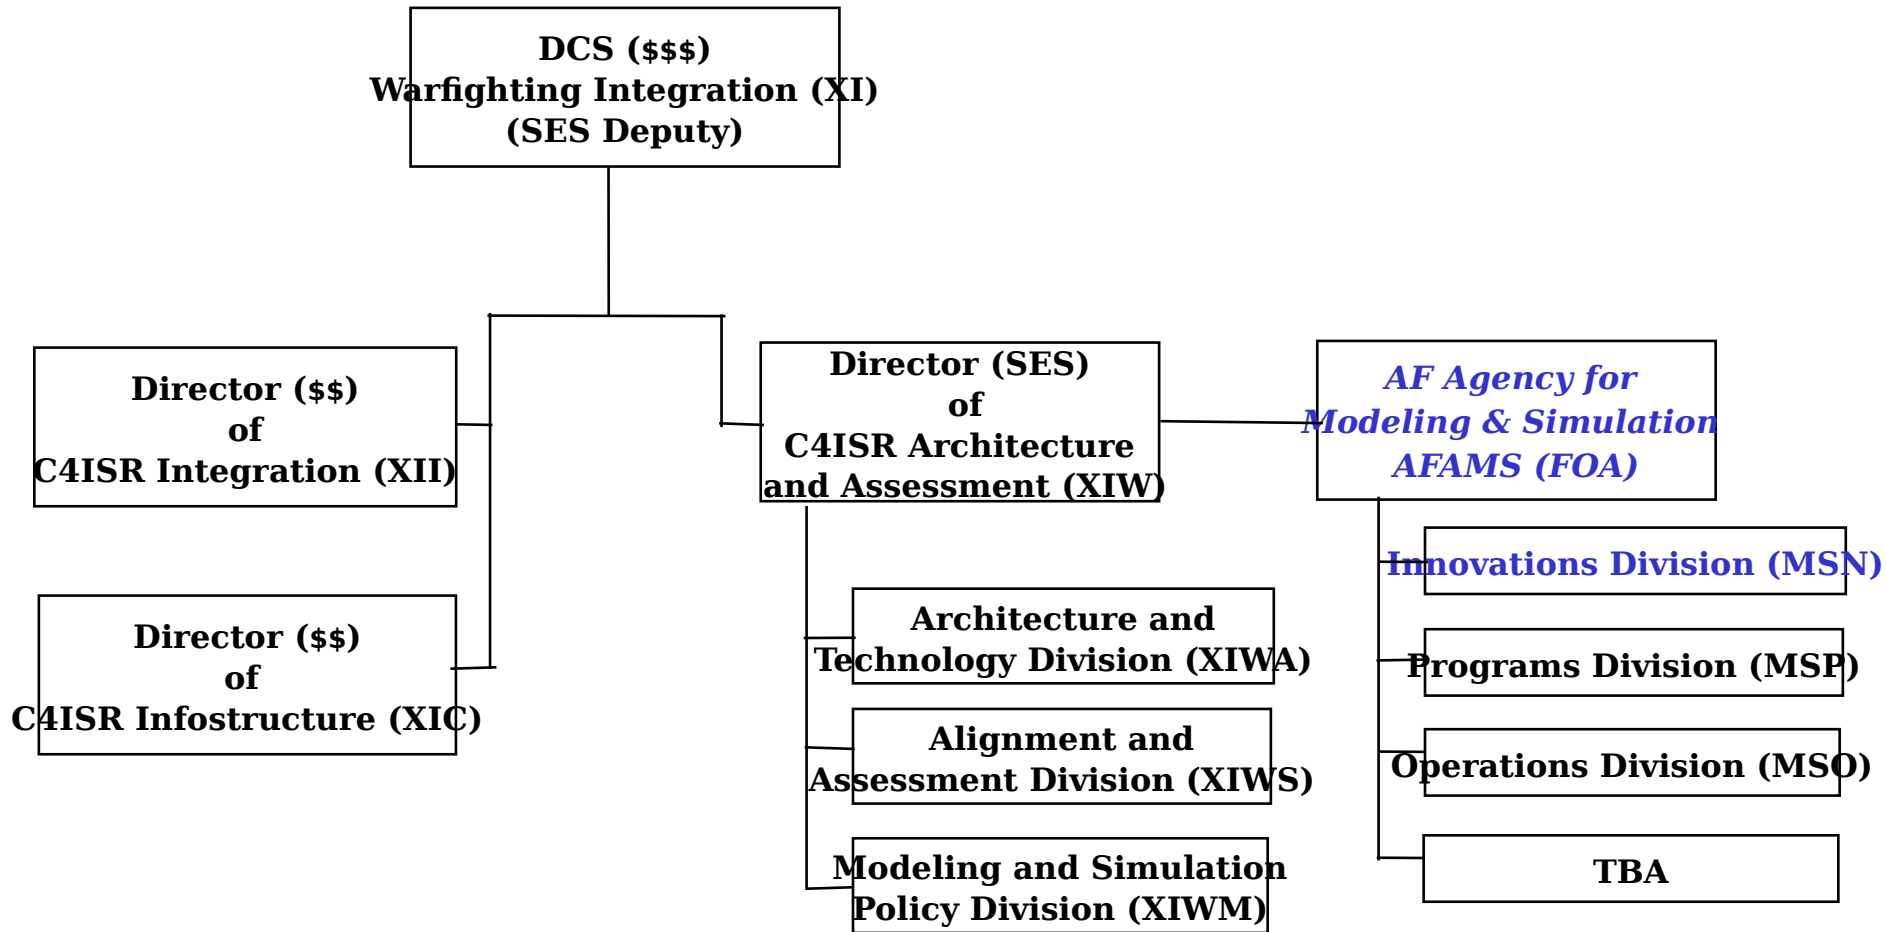 DCS ($$$)
Warfighting Integration (XI)
(SES Deputy)
Director ($$)
of
C4ISR Integration (XII)
Director (SES)
of
C4ISR Architecture
and Assessment (XIW)
AF Agency for
Modeling & Simulation
AFAMS (FOA)
Director ($$)
of
C4ISR Infostructure (XIC)
Architecture and
Technology Division (XIWA)
Alignment and
Assessment Division (XIWS)
Modeling and Simulation
Policy Division (XIWM)
Innovations Division (MSN)
Programs Division (MSP)
Operations Division (MSO)
TBA